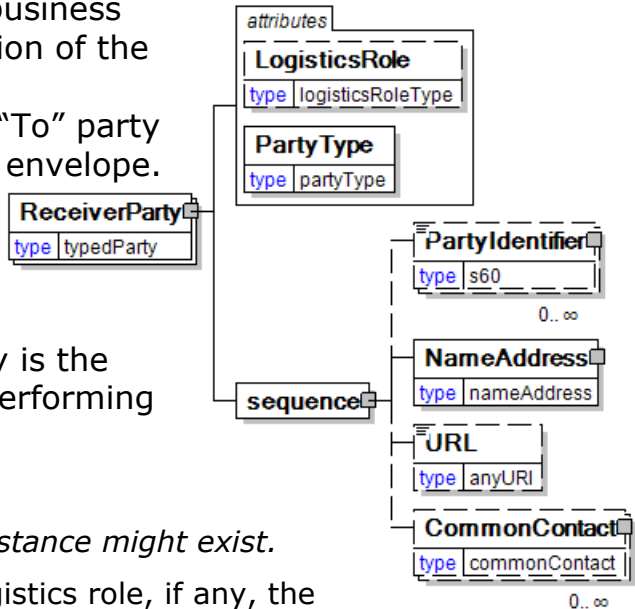 business
tion of the
“To” party
envelope.
y is the
erforming
stance might exist.
gistics role, if any, the
attributes
LogisticsRole
type logisticsRoleType
PartyType
type partyType
ReceiverParty
type typedParty
sequence
PartyIdentifier
type s60
0.. ∞
NameAddress
type nameAddress
URL
type anyURI
CommonContact
type commonContact
0.. ∞